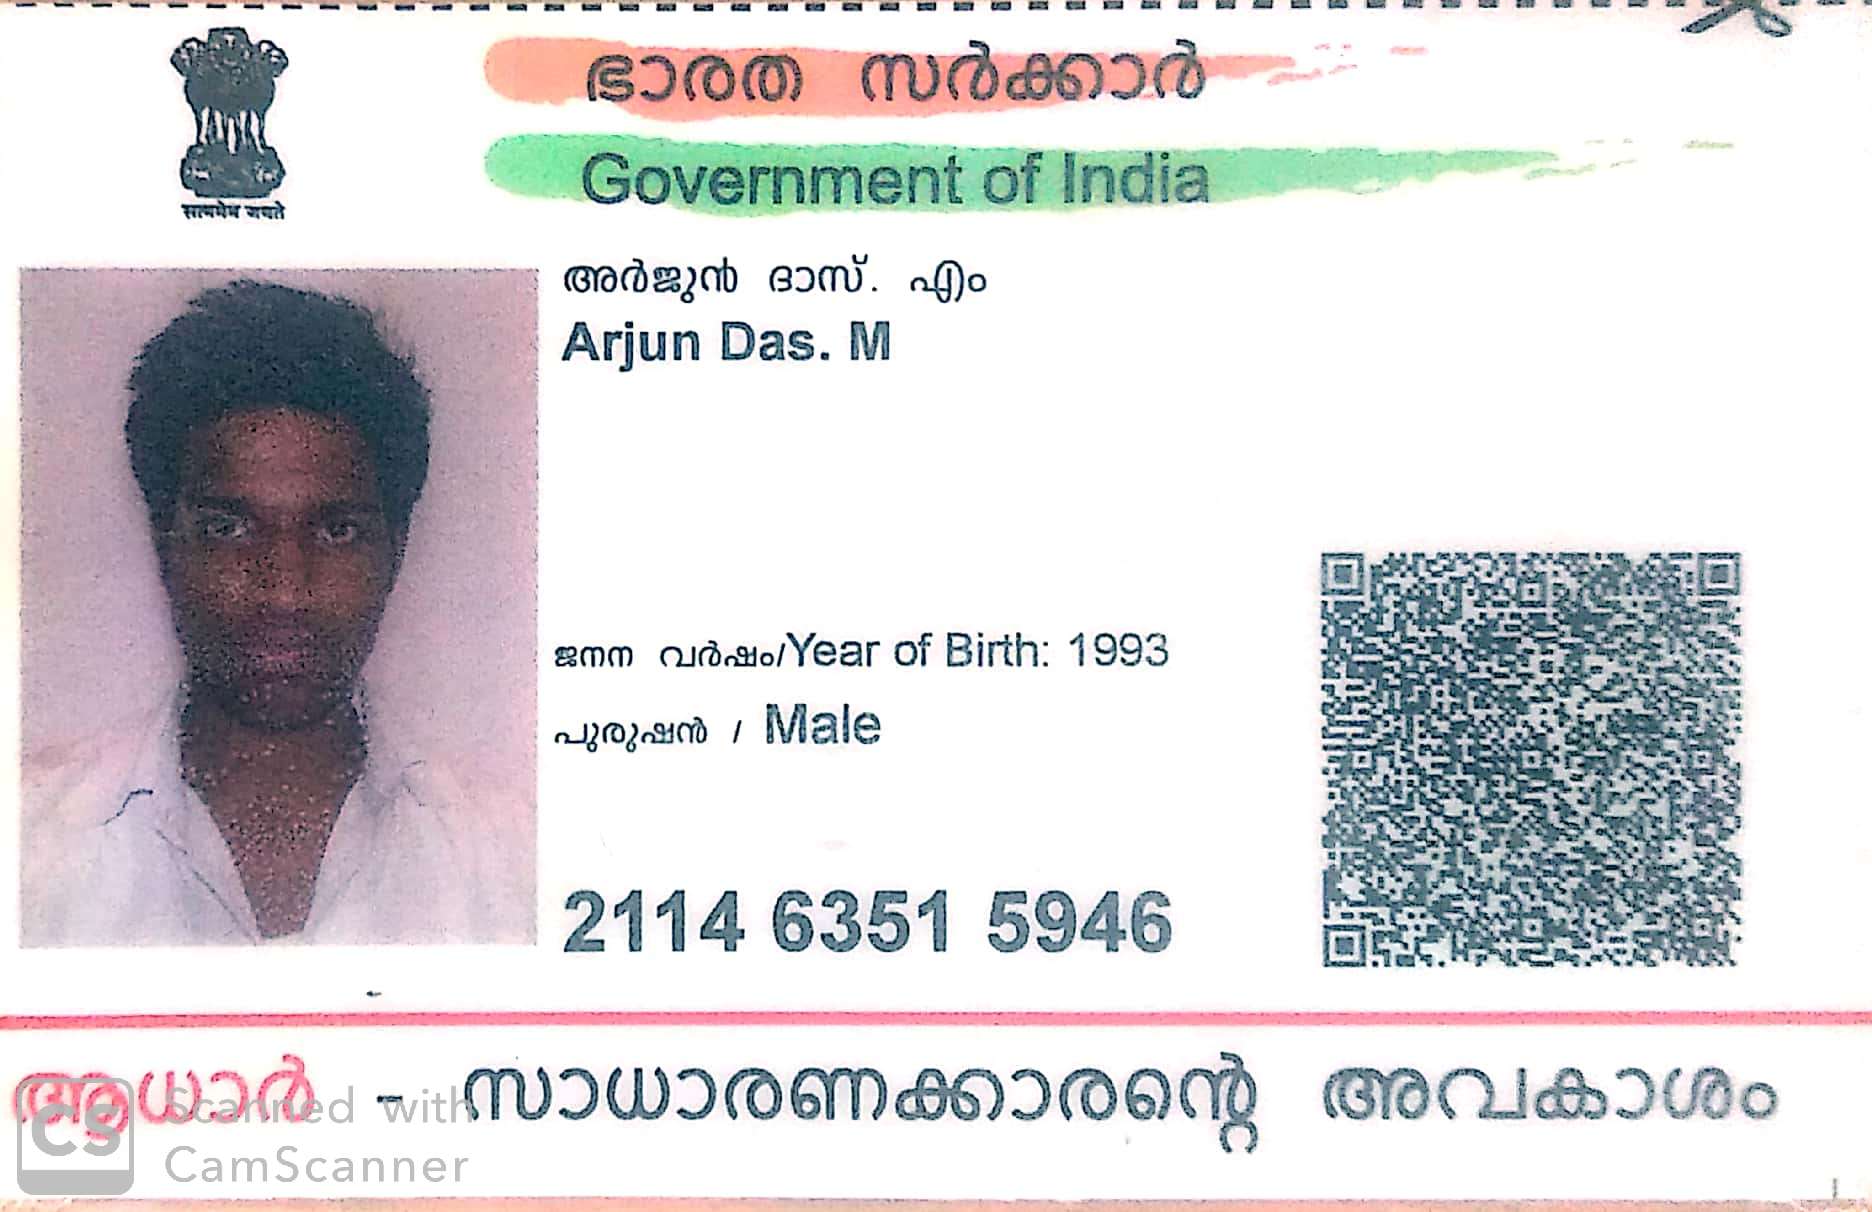 ഭാരത സർക്കാർ
Government of India
सत्यमेव जयते
അർജുൻ ദാസ്. എം
Arjun Das. M
ജനന വർഷം/Year of Birth: 1993
പുരുഷൻ / Male
2114 6351 5946
ആധാർ - സാധാരണക്കാരന്റെ അവകാശം
CS Scanned with
CamScanner